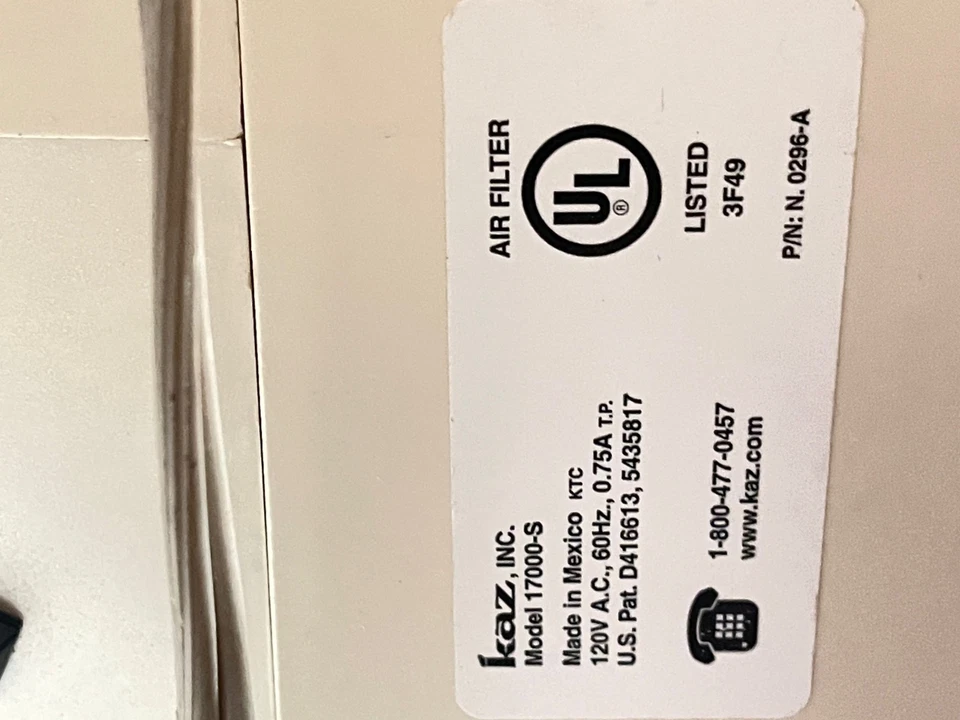 kaz, INC.
Model 17000-S
Made in Mexico KTC
120V A.C., 60Hz., 0.75A T.P.
U.S. Pat. D416613, 5435817
1-800-477-0457
www.kaz.com
AIR FILTER
UL ®
LISTED
3F49
P/N: N. 0296-A